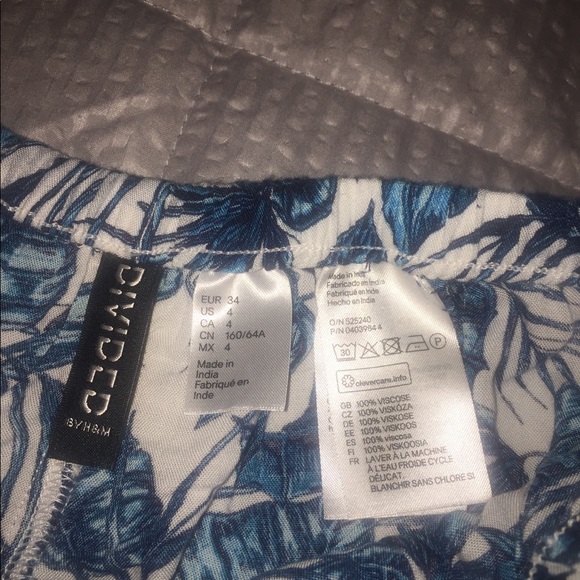 DIVIDED
BY H&M
EUR 34
US 4
CA 4
CN 160/64A
MX 4
Made in
India
Fabriqué en
Inde
Made in India
Fabricado en India
Fabriqué en Inde
Hecho en India
O/N 525240
P/N 0403984 4
30
P
clevercare.info
GB 100% VISCOSE
CZ 100% VISKÓZA
DE 100% VISKOSE
EE 100% VISKOOS
ES 100% viscosa
FI 100% VISKOOSIA
FR LAVER À LA MACHINE
À L'EAU FROIDE CYCLE
DÉLICAT.
BLANCHIR SANS CHLORE SI